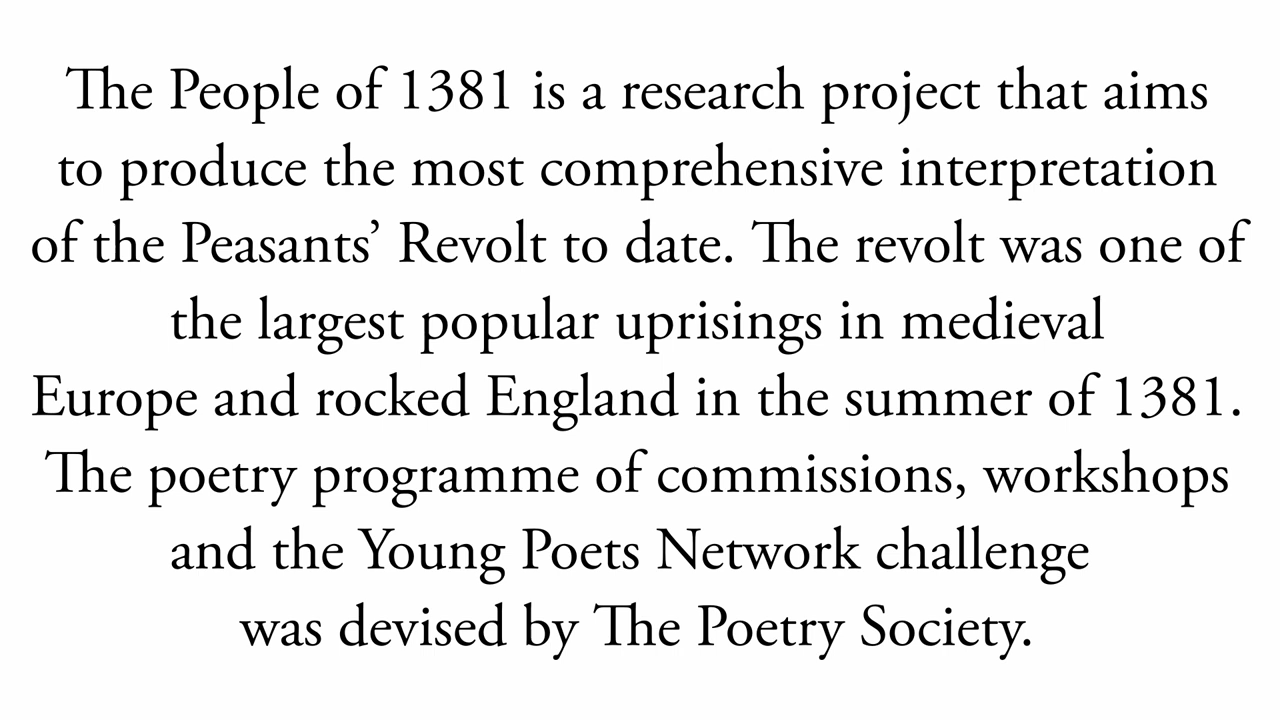 The People of 1381 is a research project that aims
to produce the most comprehensive interpretation
of the Peasants’ Revolt to date. The revolt was one of
the largest popular uprisings in medieval
Europe and rocked England in the summer of 1381.
The poetry programme of commissions, workshops
and the Young Poets Network challenge
was devised by The Poetry Society.